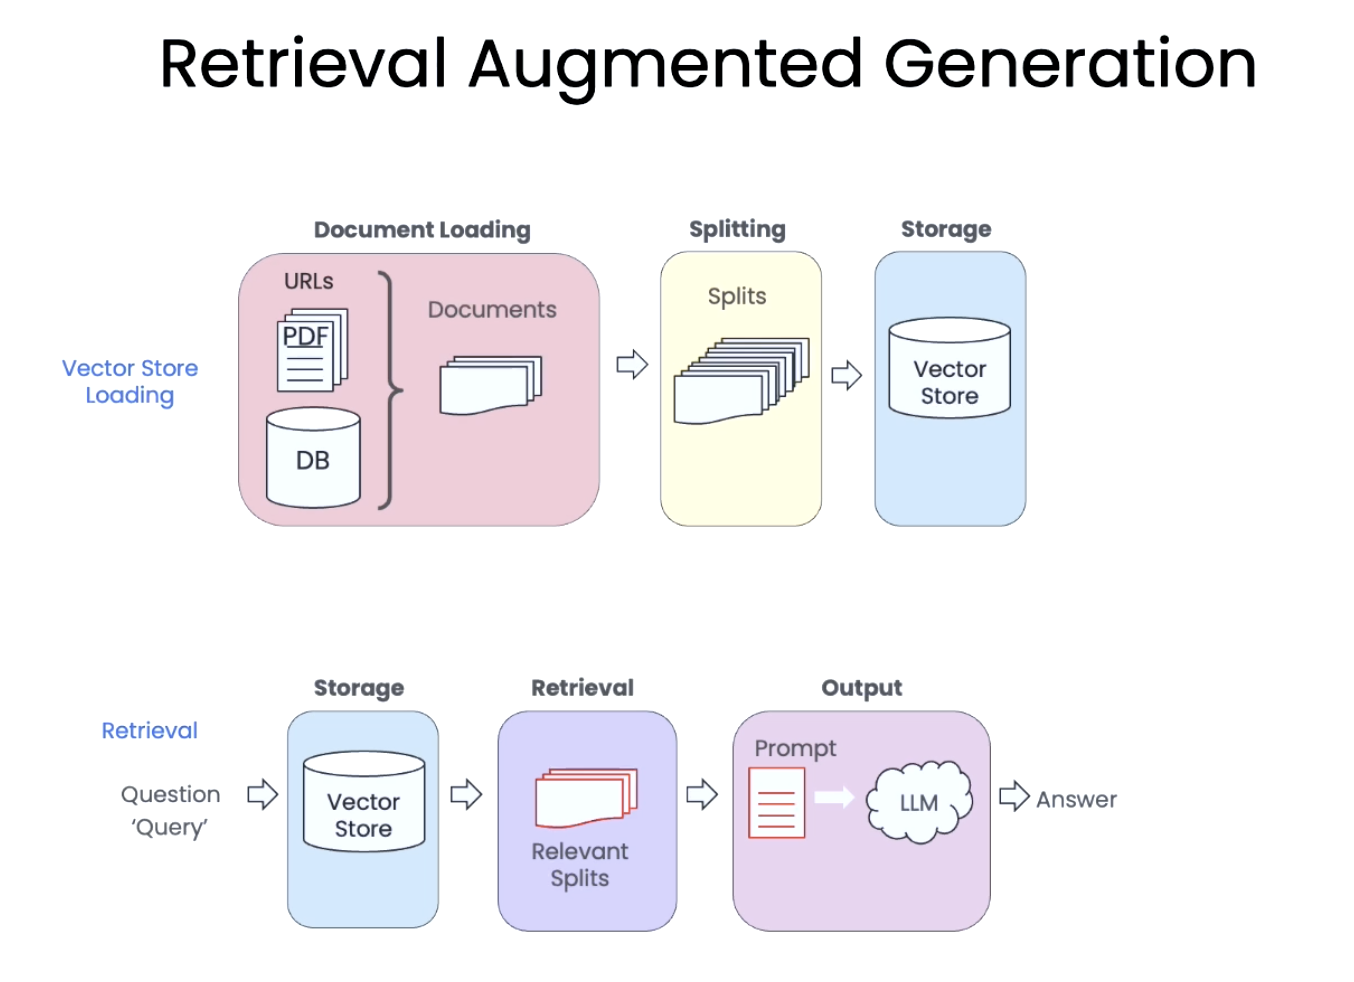 Retrieval Augmented Generation
Document Loading
Splitting
Storage
URLs
PDF
DB
Documents
Splits
Vector
Store
Vector Store
Loading
Storage
Retrieval
Output
Retrieval
Question
‘Query’
Vector
Store
Relevant
Splits
Prompt
LLM
Answer